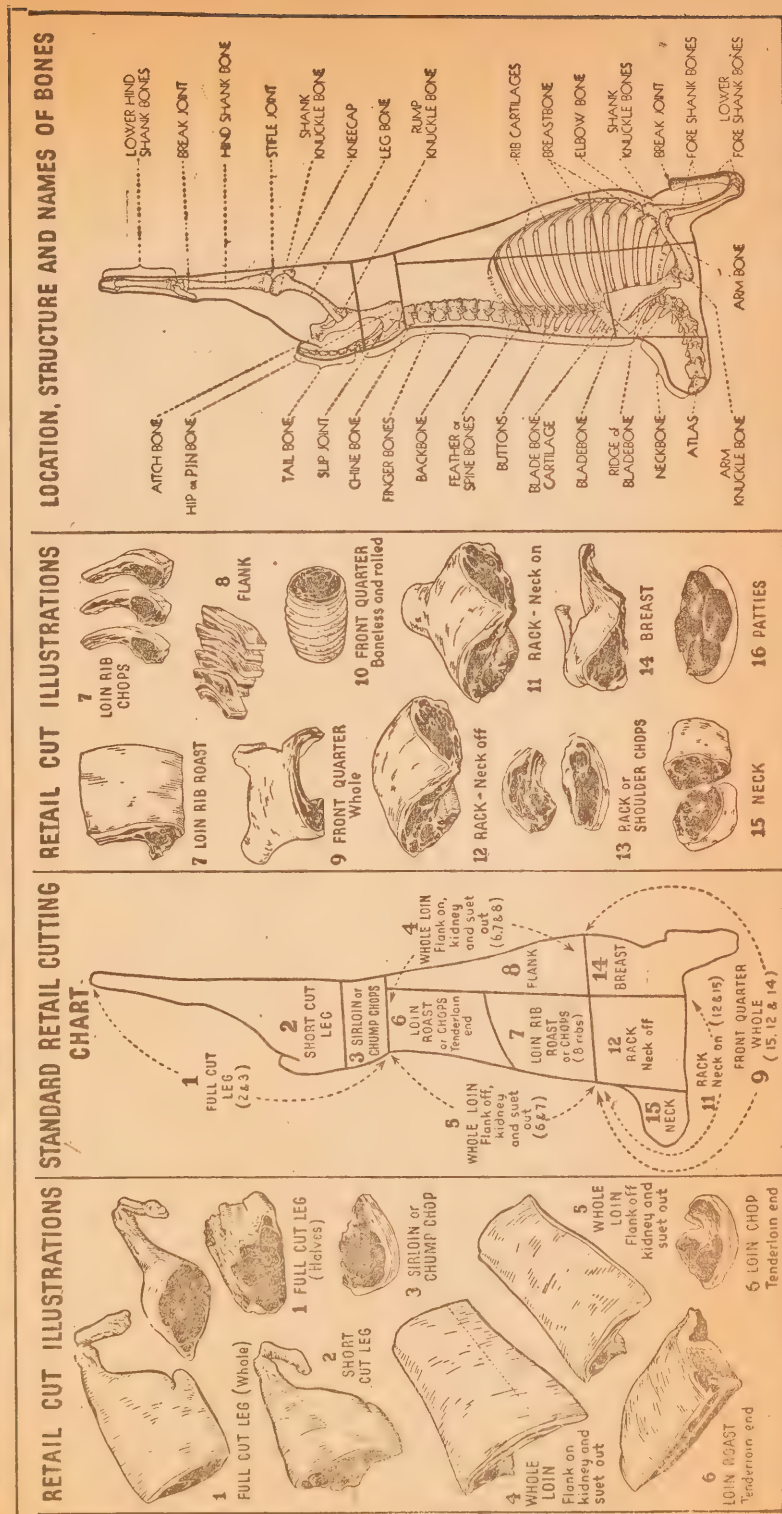 RETAIL CUT ILLUSTRATIONS
1
FULL CUT LEG (Whole)
1 FULL CUT LEG
(Halves)
2
SHORT
CUT LEG
3 SIRLOIN or
CHUMP CHOP
4
WHOLE
LOIN
Flank on
kidney and
suet out
5
WHOLE
LOIN
Flank off
kidney and
suet out
6
LOIN ROAST
Tenderloin end
6 LOIN CHOP
Tenderloin end
STANDARD RETAIL CUTTING
CHART
1
FULL CUT
LEG
(2 & 3)
2
SHORT CUT
LEG
3 SIRLOIN or
CHUMP CHOPS
4
WHOLE LOIN
Flank on,
kidney
and suet
out
(6,7 & 8)
5
WHOLE LOIN
Flank off,
kidney
and suet
out
(6 & 7)
6
LOIN
ROAST
or CHOPS
Tenderloin
end
7
LOIN RIB
ROAST
or CHOPS
(8 ribs)
8
FLANK
12
RACK
Neck off
14
BREAST
15
NECK
11 RACK
Neck on (12 & 15)
FRONT QUARTER
WHOLE
(15, 12 & 14)
9
RETAIL CUT ILLUSTRATIONS
7 LOIN RIB ROAST
7
LOIN RIB
CHOPS
8
FLANK
9 FRONT QUARTER
Whole
10 FRONT QUARTER
Boneless and rolled
12 RACK - Neck off
11 RACK - Neck on
13 RACK or
SHOULDER CHOPS
14 BREAST
15 NECK
16 PATTIES
LOCATION, STRUCTURE AND NAMES OF BONES
AITCH BONE
HIP or PIN BONE
TAIL BONE
SLIP JOINT
CHINE BONE
FINGER BONES
BACKBONE
FEATHER or
SPINE BONES
BUTTONS
BLADE BONE
CARTILAGE
BLADEBONE
RIDGE of
BLADEBONE
NECKBONE
ATLAS
ARM
KNUCKLE BONE
LOWER HIND
SHANK BONES
BREAK JOINT
HIND SHANK BONE
STIFLE JOINT
SHANK
KNUCKLE BONE
KNEECAP
LEG BONE
RUMP
KNUCKLE BONE
RIB CARTILAGES
BREASTBONE
ELBOW BONE
SHANK
KNUCKLE BONES
BREAK JOINT
FORE SHANK BONES
LOWER
FORE SHANK BONES
ARM BONE